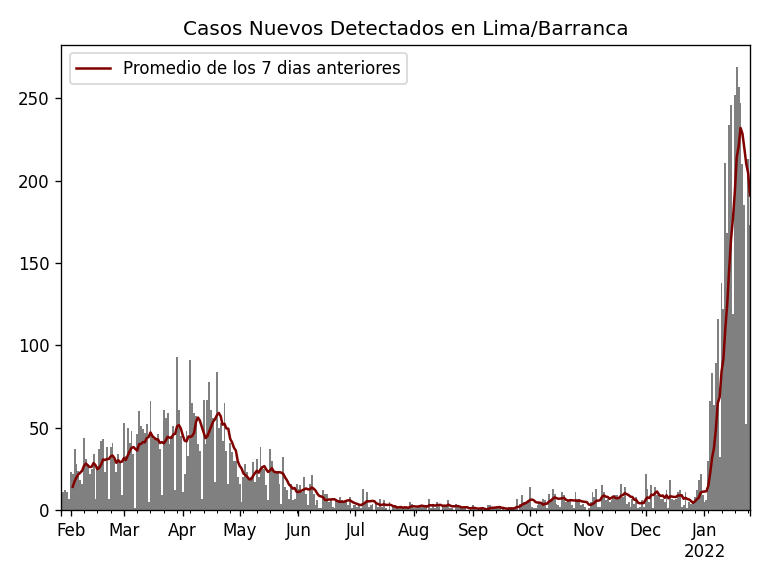 Casos Nuevos Detectados en Lima/Barranca
Promedio de los 7 dias anteriores
250
200
150
100
50
0
Feb Mar Apr May Jun Jul Aug Sep Oct Nov Dec Jan
2022